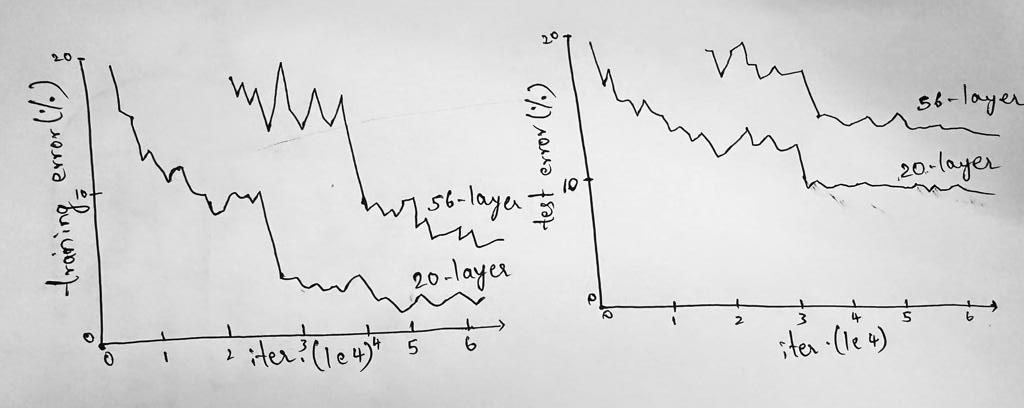 20
training error (%)
10
56-layer
20-layer
0
0 1 2 3 4 5 6
iter. (1e4)
20
test error (%)
56-layer
20-layer
10
0
0 1 2 3 4 5 6
iter. (1e4)